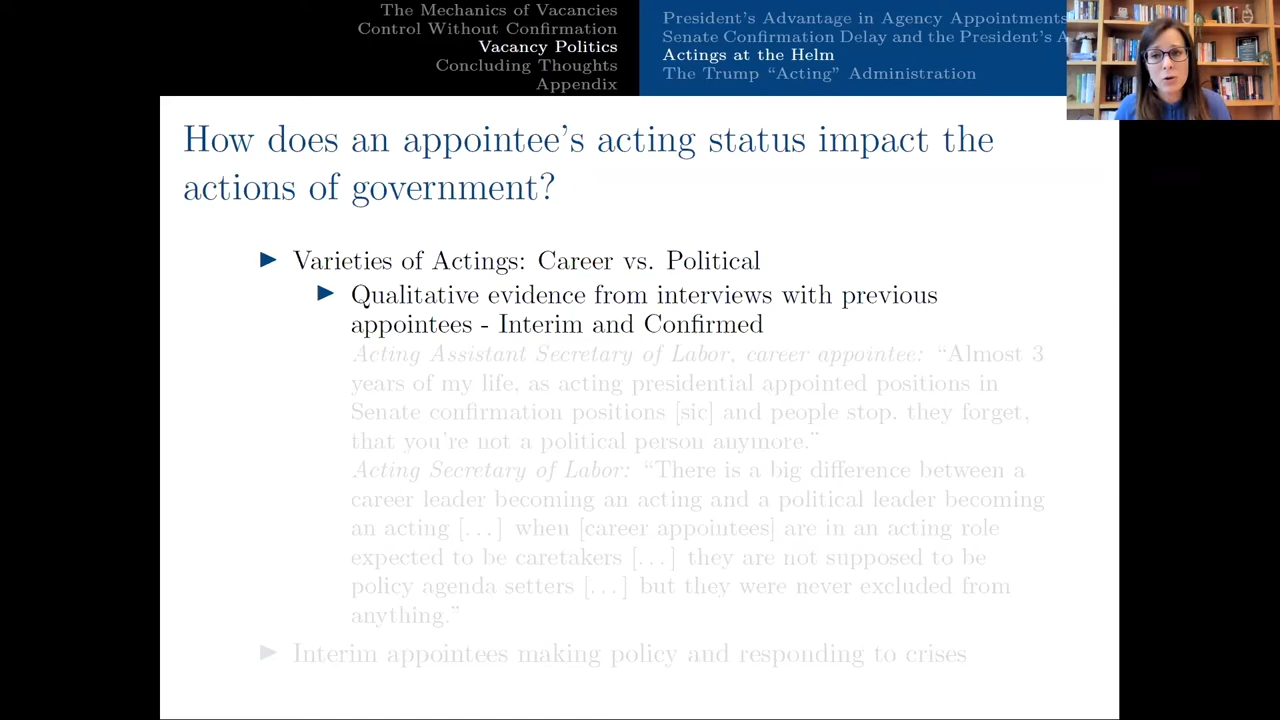 The Mechanics of Vacancies
Control Without Confirmation
Vacancy Politics
Concluding Thoughts
Appendix
President's Advantage in Agency Appointments
Senate Confirmation Delay and the President's A
Actings at the Helm
The Trump "Acting" Administration
How does an appointee's acting status impact the
actions of government?
Varieties of Actings: Career vs. Political
Qualitative evidence from interviews with previous
appointees - Interim and Confirmed
Acting Assistant Secretary of Labor, career appointee: "Almost 3
years of my life, as acting presidential appointed positions in
Senate confirmation positions [sic] and people stop, they forget,
that you're not a political person anymore."
Acting Secretary of Labor: "There is a big difference between a
career leader becoming an acting and a political leader becoming
an acting [...] when [career appointees] are in an acting role
expected to be caretakers [...] they are not supposed to be
policy agenda setters [...] but they were never excluded from
anything."
Interim appointees making policy and responding to crises